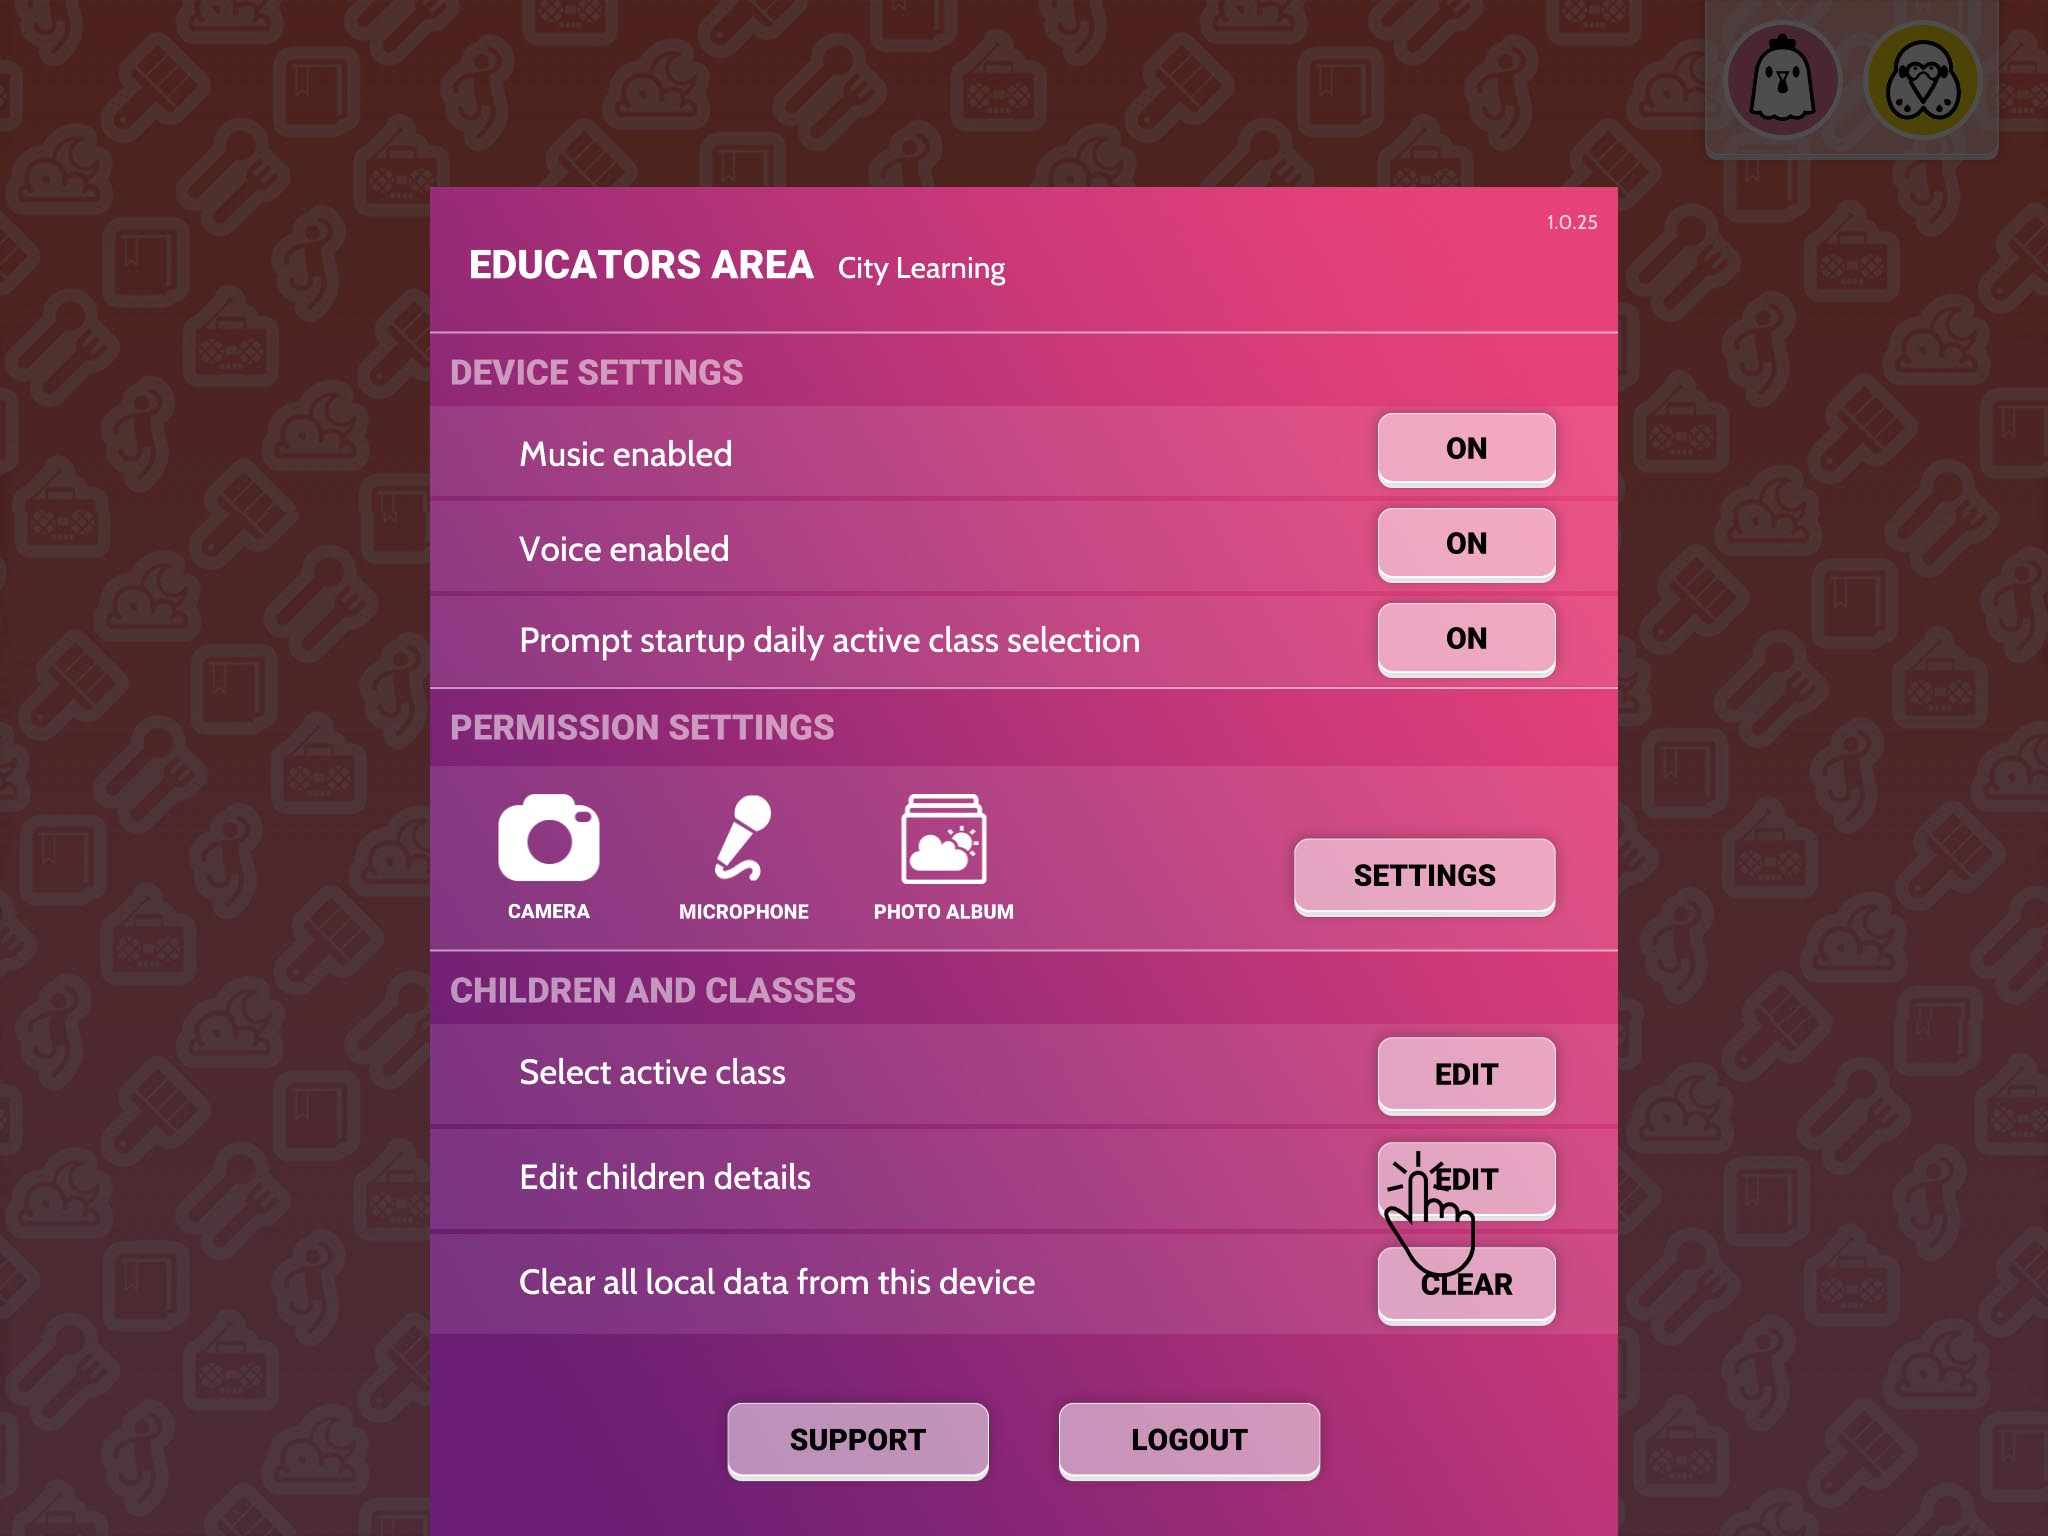 1.0.25
EDUCATORS AREA City Learning
DEVICE SETTINGS
Music enabled ON
Voice enabled ON
Prompt startup daily active class selection ON
PERMISSION SETTINGS
CAMERA MICROPHONE PHOTO ALBUM SETTINGS
CHILDREN AND CLASSES
Select active class EDIT
Edit children details EDIT
Clear all local data from this device CLEAR
SUPPORT LOGOUT